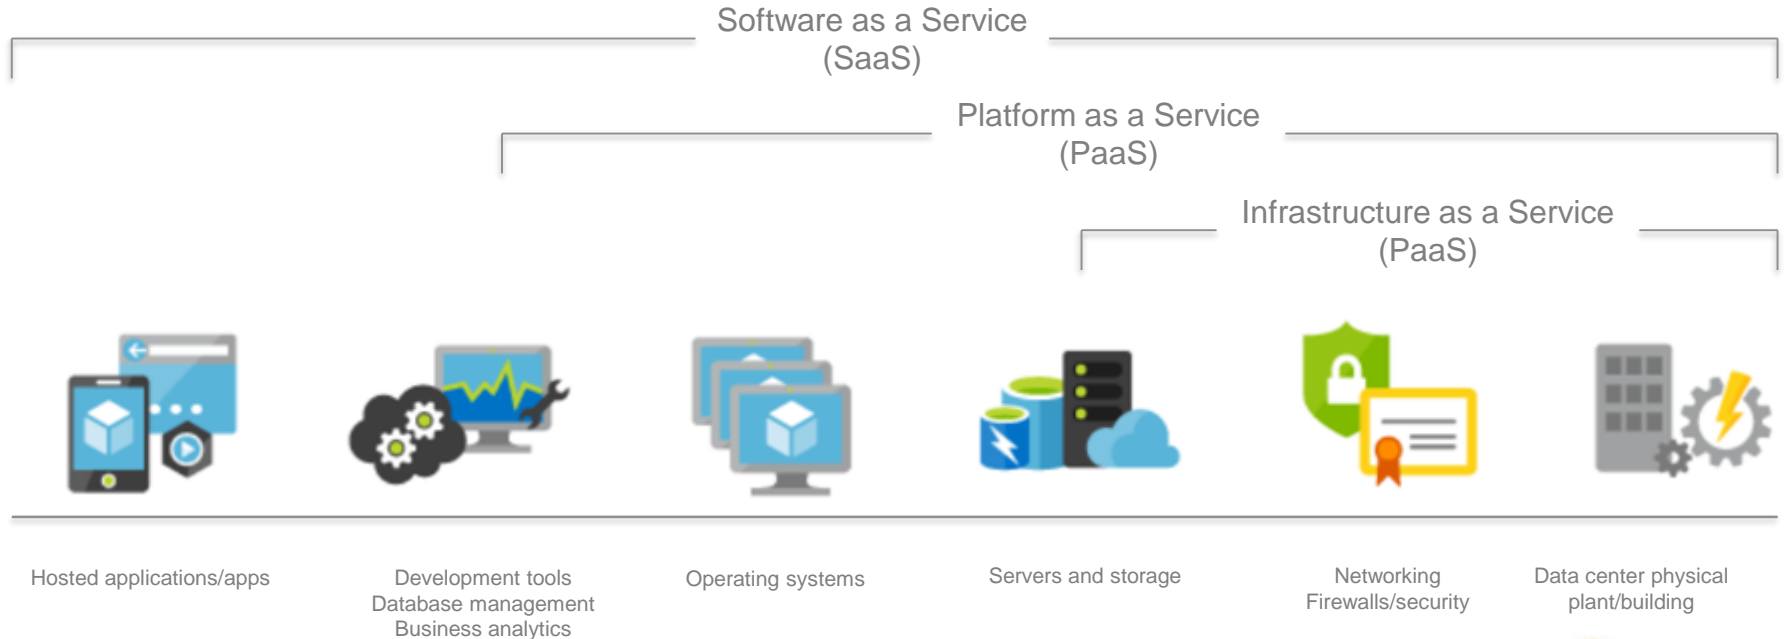 Software as a Service
(SaaS)
Platform as a Service
(PaaS)
Infrastructure as a Service
(PaaS)
Hosted applications/apps
Development tools
Database management
Business analytics
Operating systems
Servers and storage
Networking
Firewalls/security
Data center physical
plant/building